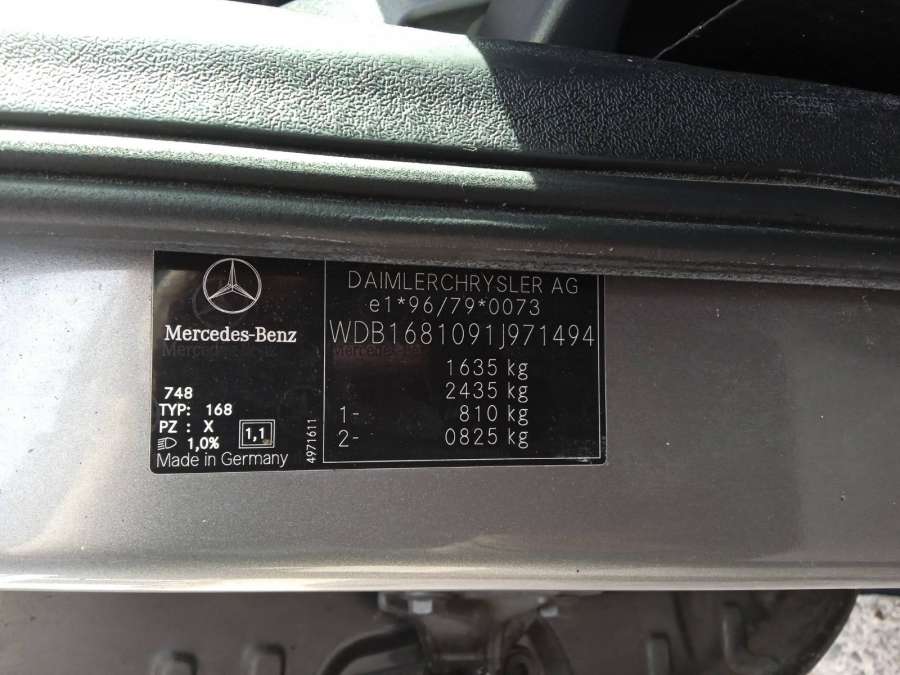 Mercedes-Benz
748
TYP: 168
PZ : X
1,0%
1,1
Made in Germany
4971611
DAIMLERCHRYSLER AG
e1*96/79*0073
WDB1681091J971494
1635 kg
2435 kg
1- 810 kg
2- 0825 kg